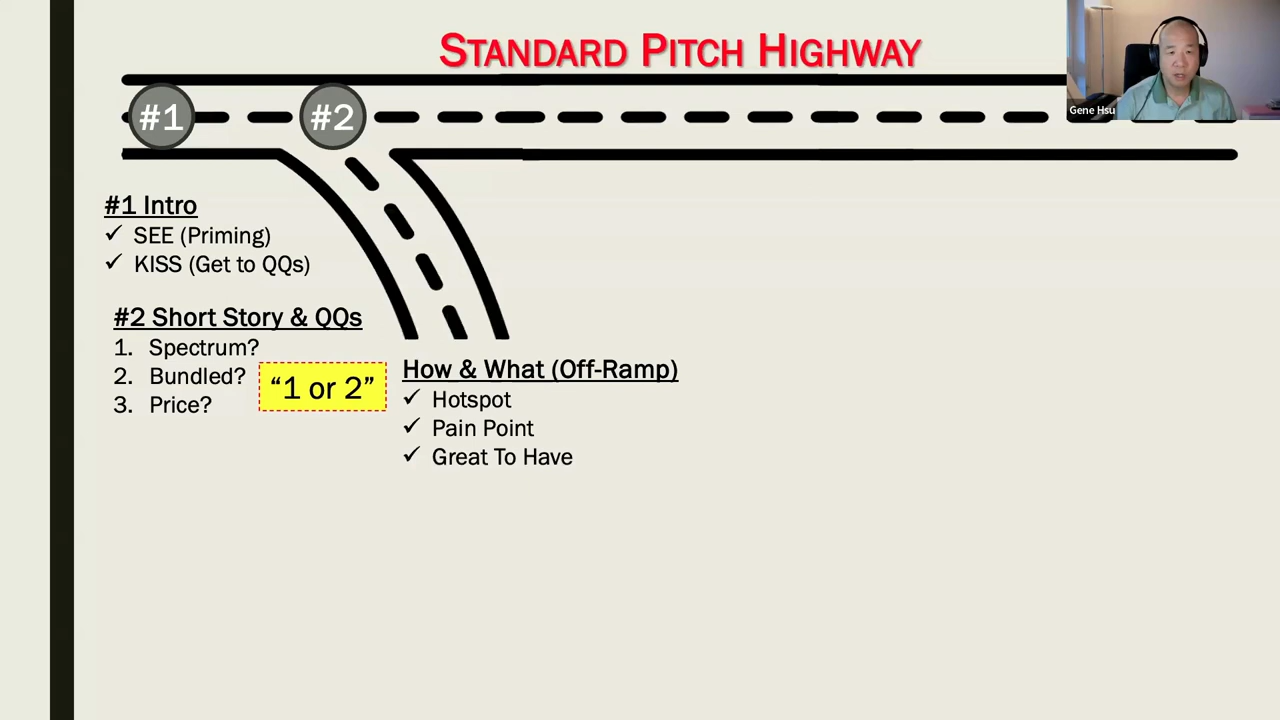 STANDARD PITCH HIGHWAY
Gene Hsu
#1
#2
#1 Intro
✓ SEE (Priming)
✓ KISS (Get to QQs)
#2 Short Story & QQs
1. Spectrum?
2. Bundled?
3. Price?
“1 or 2”
How & What (Off-Ramp)
✓ Hotspot
✓ Pain Point
✓ Great To Have